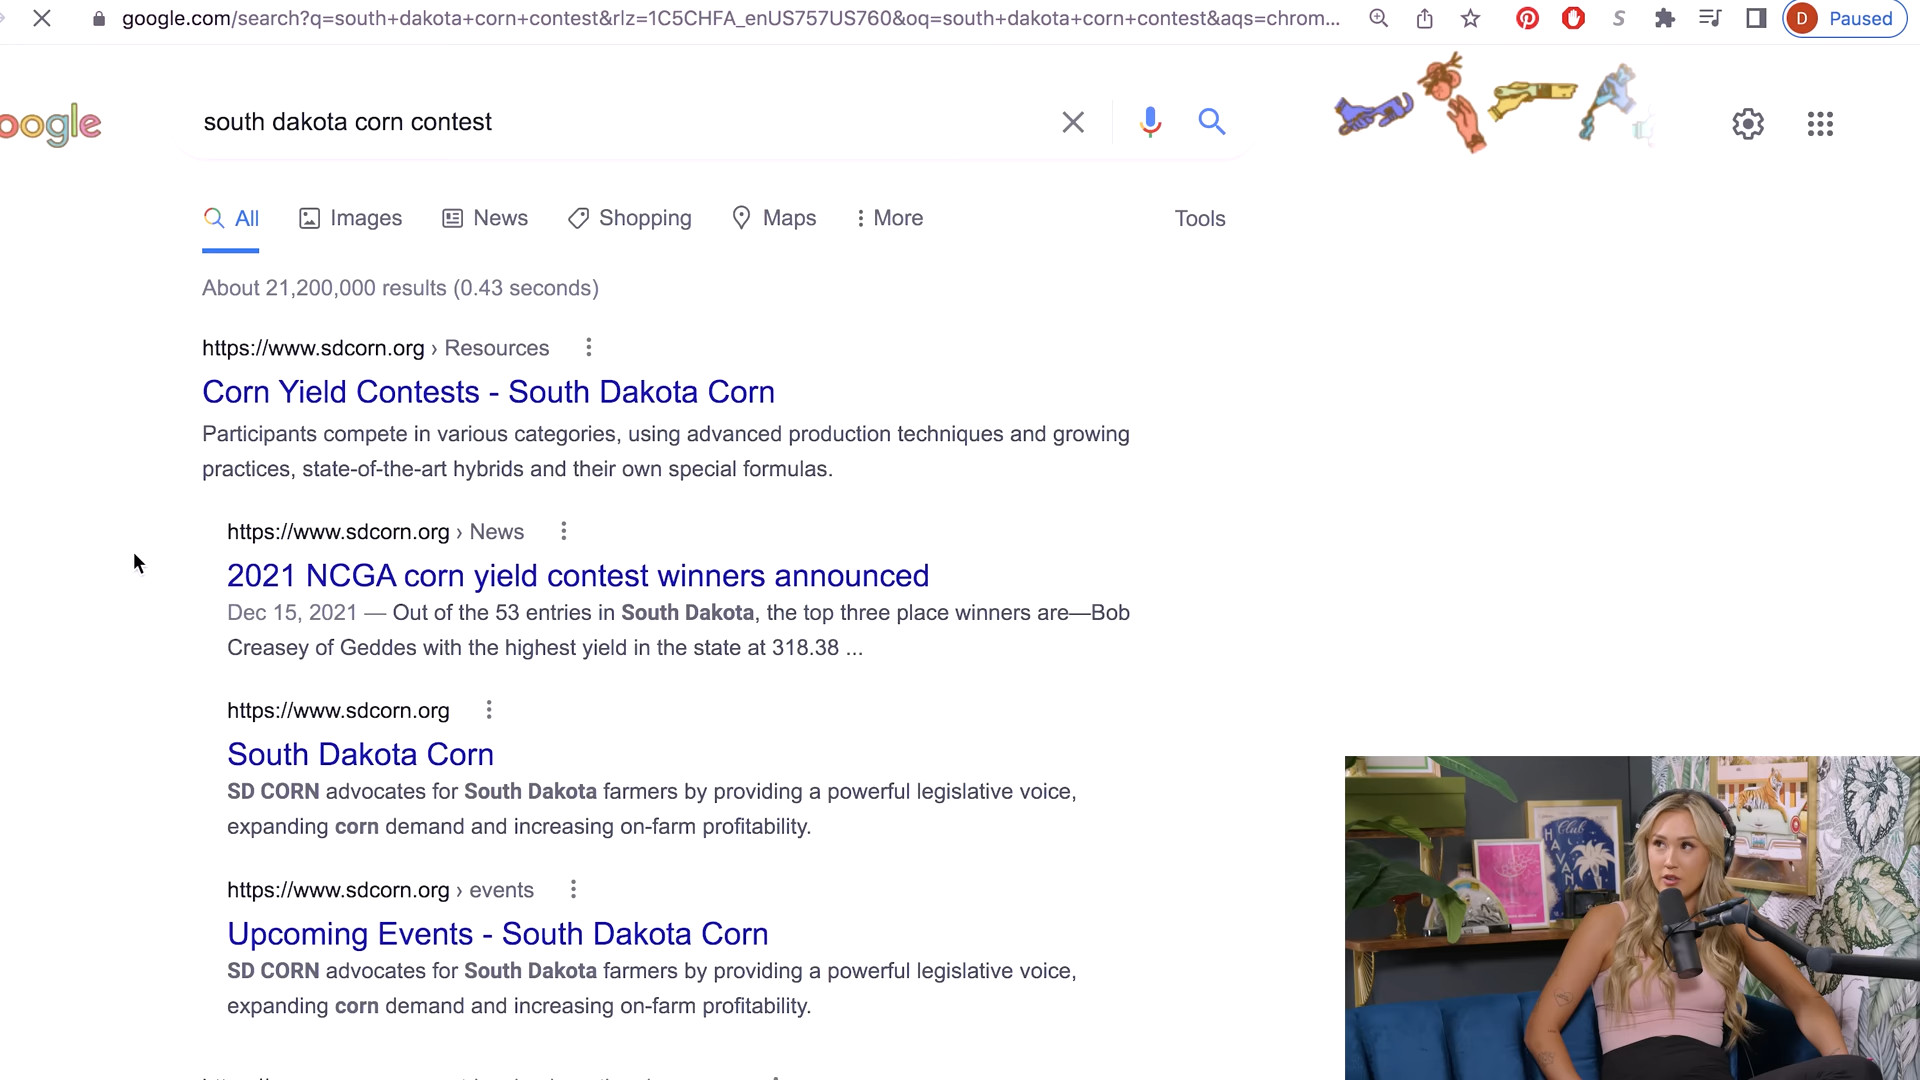 google.com/search?q=south+dakota+corn+contest&rlz=1C5CHFA_enUS757US760&oq=south+dakota+corn+contest&aqs=chrom...
D Paused
oogle
south dakota corn contest
All Images News Shopping Maps More Tools
About 21,200,000 results (0.43 seconds)
https://www.sdcorn.org › Resources
Corn Yield Contests - South Dakota Corn
Participants compete in various categories, using advanced production techniques and growing
practices, state-of-the-art hybrids and their own special formulas.
https://www.sdcorn.org › News
2021 NCGA corn yield contest winners announced
Dec 15, 2021 — Out of the 53 entries in South Dakota, the top three place winners are—Bob
Creasey of Geddes with the highest yield in the state at 318.38 ...
https://www.sdcorn.org
South Dakota Corn
SD CORN advocates for South Dakota farmers by providing a powerful legislative voice,
expanding corn demand and increasing on-farm profitability.
https://www.sdcorn.org › events
Upcoming Events - South Dakota Corn
SD CORN advocates for South Dakota farmers by providing a powerful legislative voice,
expanding corn demand and increasing on-farm profitability.
Club
HAVAN